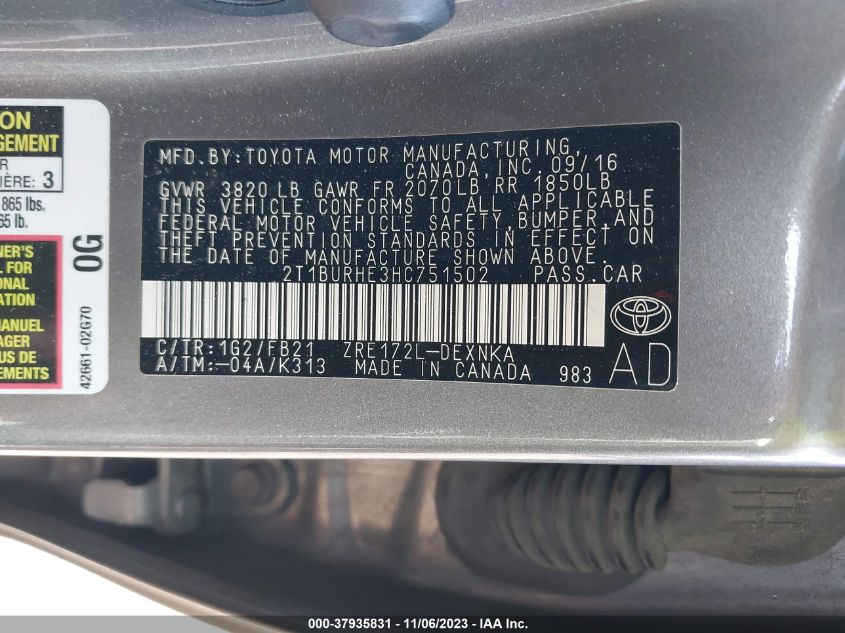 ON
GEMENT
R
IÈRE: 3
865 lbs.
65 lb.
NER'S
L FOR
ONAL
ATION
MANUEL
AIRE
US DE
EMENTS
0G
42661-02G70
MFD.BY:TOYOTA MOTOR MANUFACTURING,
CANADA,INC. 09/16
GVWR 3820 LB GAWR FR 2070LB RR 1850LB
THIS VEHICLE CONFORMS TO ALL APPLICABLE
FEDERAL MOTOR VEHICLE SAFETY,BUMPER,AND
THEFT PREVENTION STANDARDS IN EFFECT ON
THE DATE OF MANUFACTURE SHOWN ABOVE.
2T1BURHE3HC751502 PASS.CAR
C/TR:1G2/FB21 ZRE172L-DEXNKA
A/TM:-04A/K313 MADE IN CANADA 983
AD
000-37935831 - 11/06/2023 - IAA Inc.